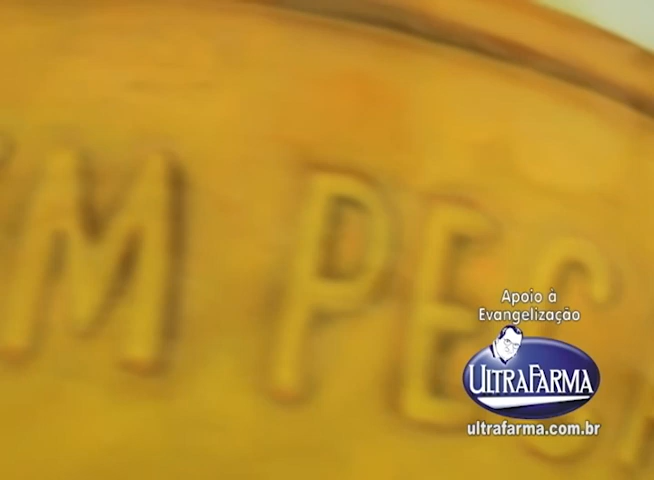 M PES
Apoio à
Evangelização
ULTRAFARMA
ultrafarma.com.br